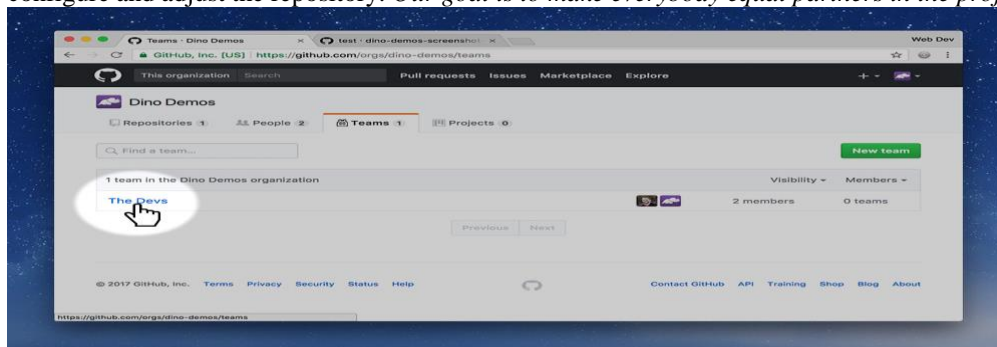 configure and adjust the repository. Our goal is to make everybody equal partners in the
Teams · Dino Demos × test · dino-demos-screenshot × Web Dev
GitHub, Inc. [US] https://github.com/orgs/dino-demos/teams
This organization Search Pull requests Issues Marketplace Explore
Dino Demos
Repositories 1 People 2 Teams 1 Projects 0
Find a team... New team
1 team in the Dino Demos organization Visibility Members
The Devs 2 members 0 teams
Previous Next
© 2017 GitHub, Inc. Terms Privacy Security Status Help Contact GitHub API Training Shop Blog About
https://github.com/orgs/dino-demos/teams